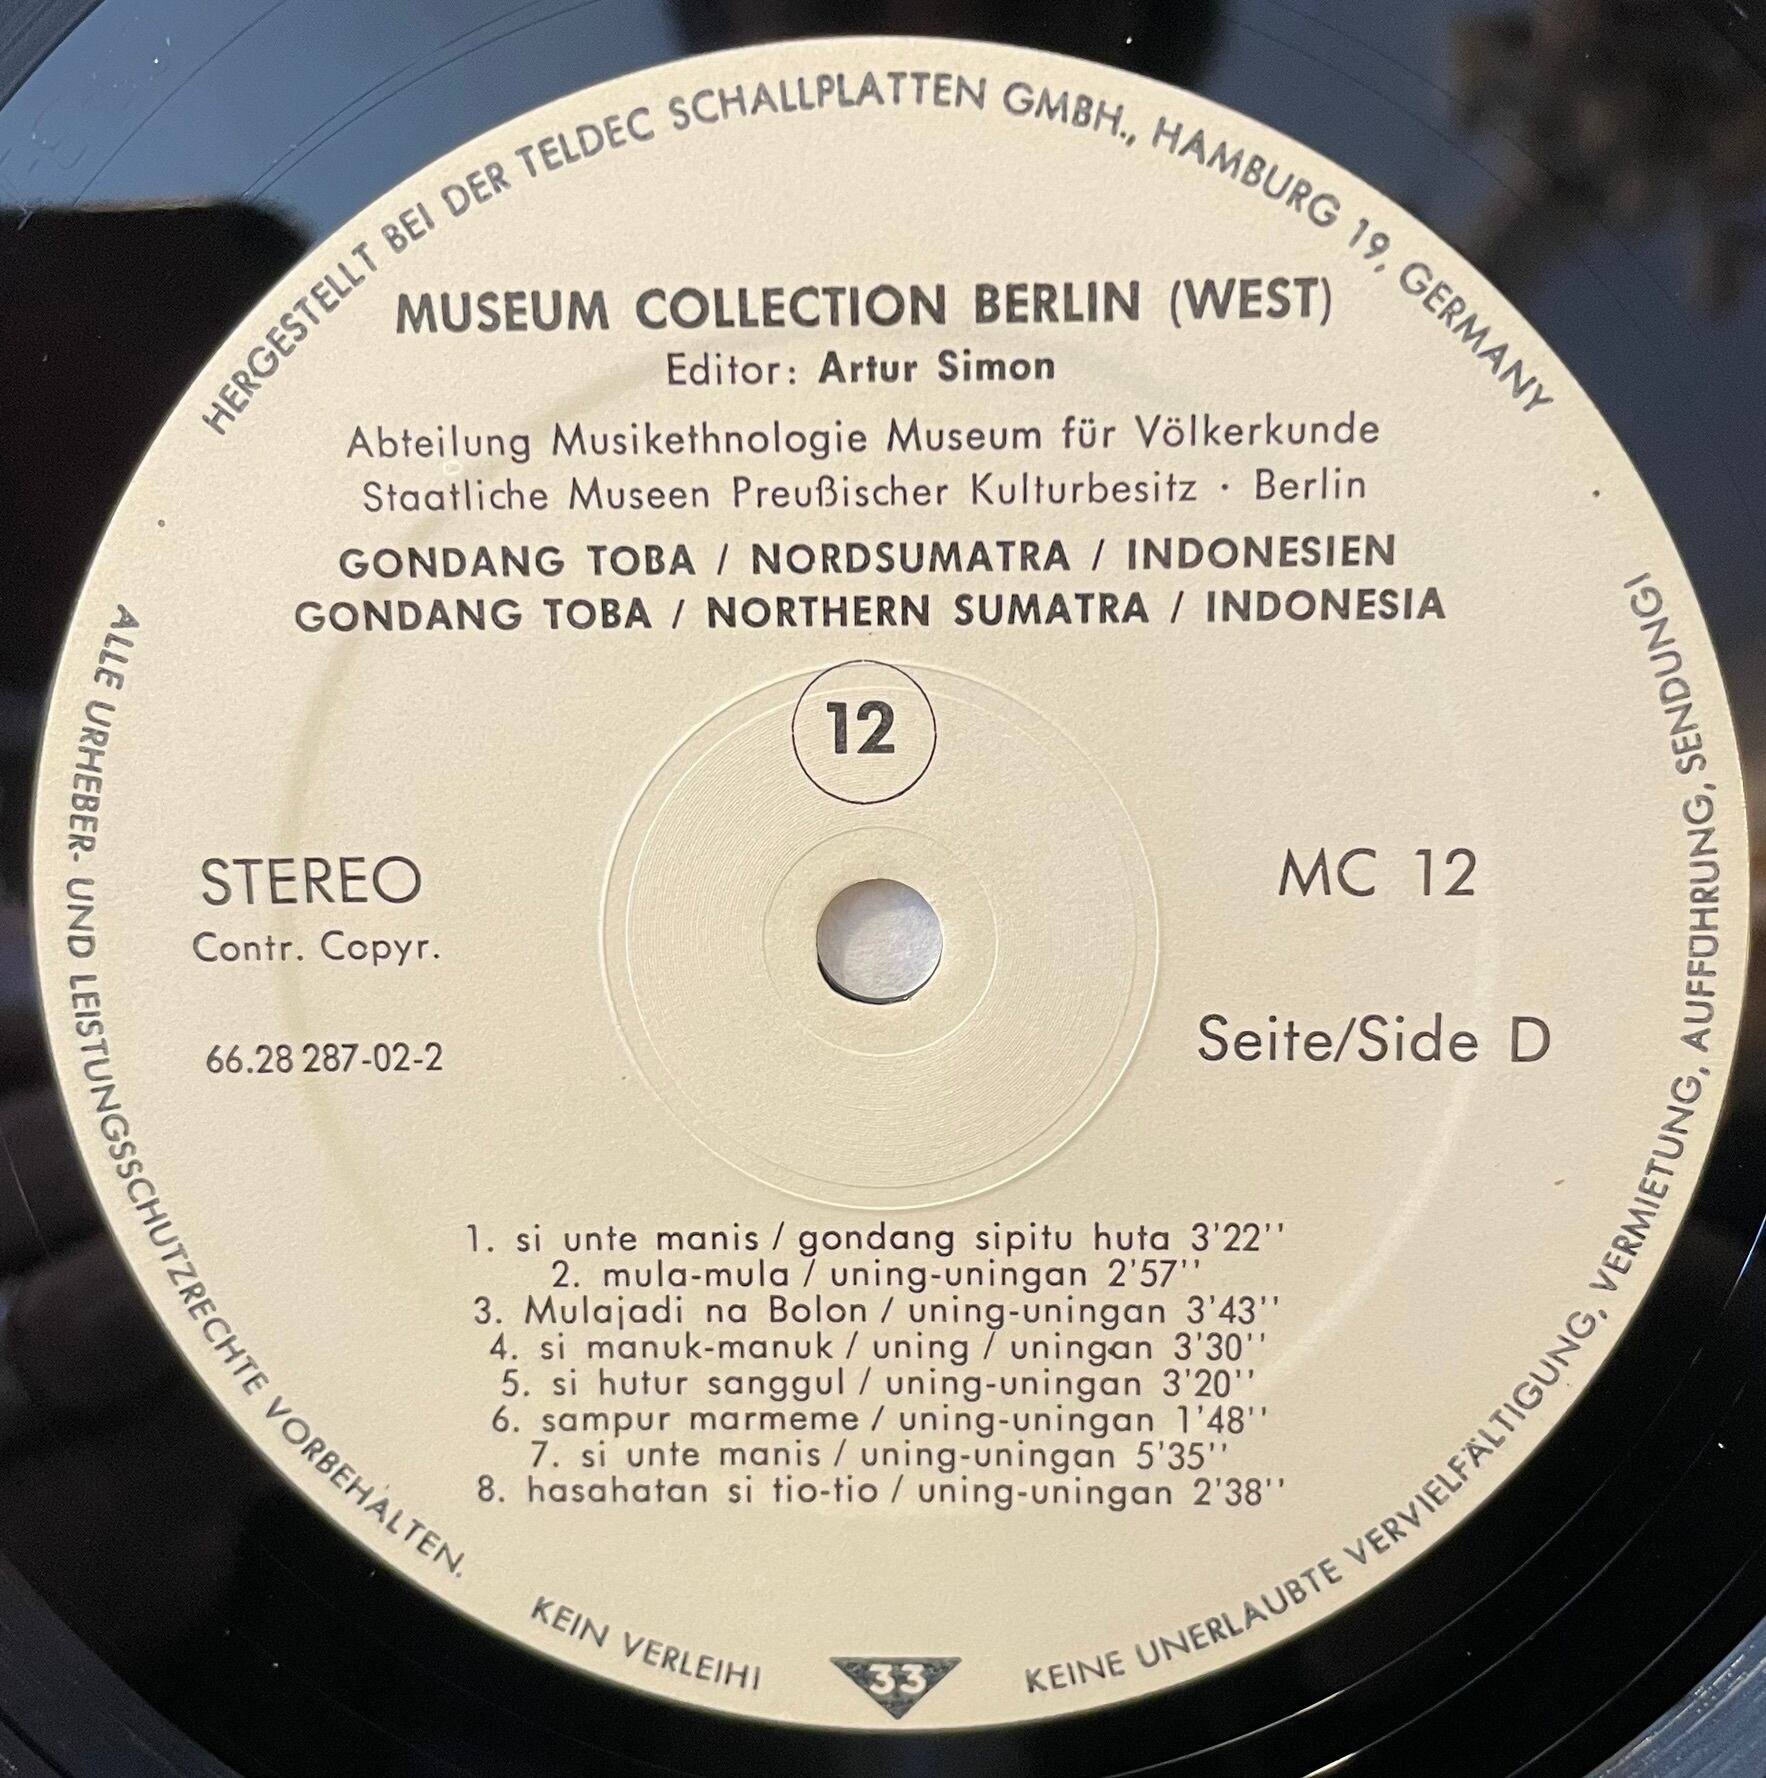 HERGESTELLT BEI DER TELDEC SCHALLPLATTEN GMBH., HAMBURG 19, GERMANY
MUSEUM COLLECTION BERLIN (WEST)
Editor: Artur Simon
Abteilung Musikethnologie Museum für Völkerkunde
Staatliche Museen Preußischer Kulturbesitz · Berlin
GONDANG TOBA / NORDSUMATRA / INDONESIEN
GONDANG TOBA / NORTHERN SUMATRA / INDONESIA
12
STEREO
Contr. Copyr.
66.28 287-02-2
MC 12
Seite/Side D
1. si unte manis / gondang sipitu huta 3'22''
2. mula-mula / uning-uningan 2'57''
3. Mulajadi na Bolon / uning-uningan 3'43''
4. si manuk-manuk / uning / uningan 3'30''
5. si hutur sanggul / uning-uningan 3'20''
6. sampur marmeme / uning-uningan 1'48''
7. si unte manis / uning-uningan 5'35''
8. hasahatan si tio-tio / uning-uningan 2'38''
ALLE URHEBER- UND LEISTUNGSSCHUTZRECHTE VORBEHALTEN.
KEIN VERLEIH!
33
KEINE UNERLAUBTE VERVIELFÄLTIGUNG, VERMIETUNG, AUFFÜHRUNG, SENDUNG!